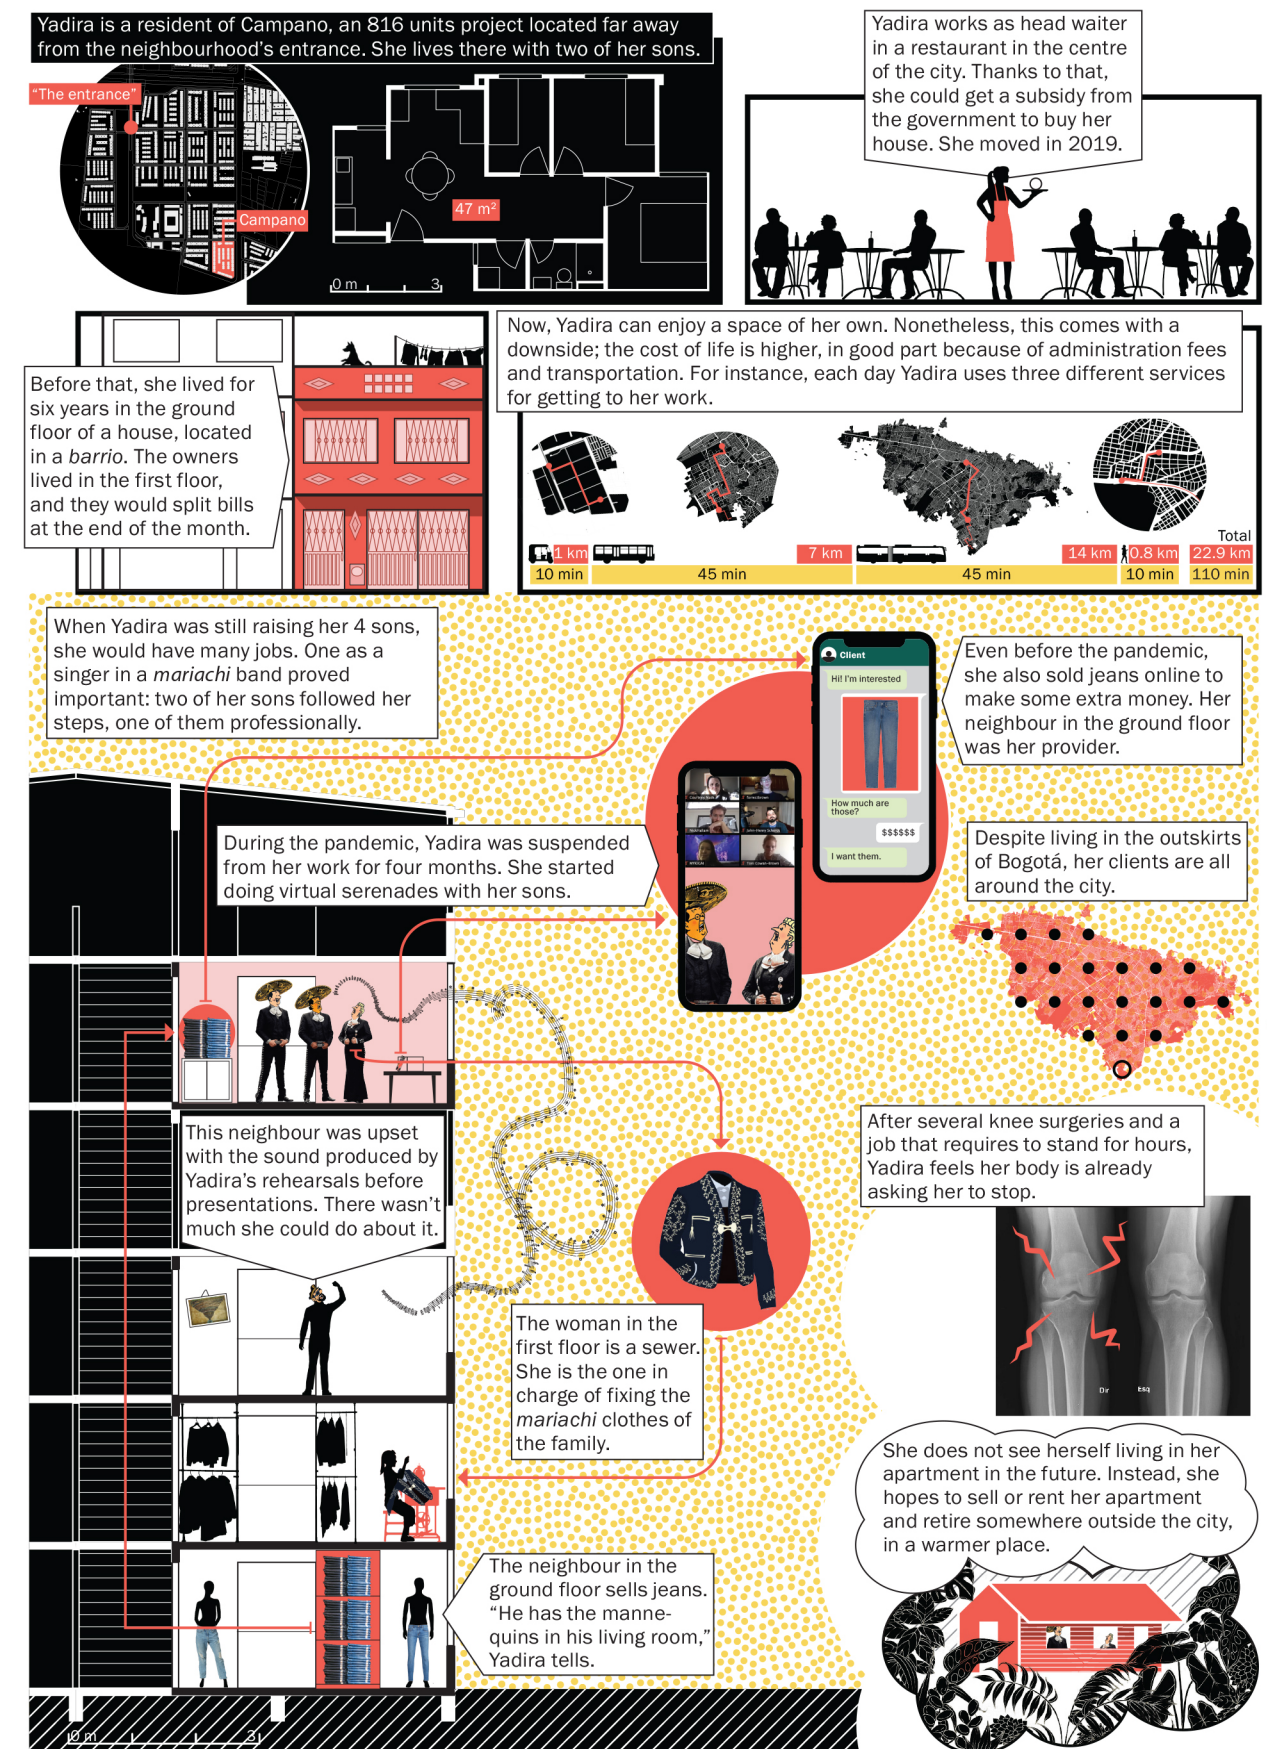 Yadira is a resident of Campano, an 816 units project located far away
from the neighbourhood's entrance. She lives there with two of her sons.
“The entrance”
Campano
47 m²
0 m
3
Yadira works as head waiter
in a restaurant in the centre
of the city. Thanks to that,
she could get a subsidy from
the government to buy her
house. She moved in 2019.
Before that, she lived for
six years in the ground
floor of a house, located
in a barrio. The owners
lived in the first floor,
and they would split bills
at the end of the month.
Now, Yadira can enjoy a space of her own. Nonetheless, this comes with a
downside; the cost of life is higher, in good part because of administration fees
and transportation. For instance, each day Yadira uses three different services
for getting to her work.
Total
1 km
7 km
14 km
0.8 km
22.9 km
10 min
45 min
45 min
10 min
110 min
When Yadira was still raising her 4 sons,
she would have many jobs. One as a
singer in a mariachi band proved
important: two of her sons followed her
steps, one of them professionally.
Client
Hi! I'm interested
How much are
those?
$$$$$$
I want them.
Even before the pandemic,
she also sold jeans online to
make some extra money. Her
neighbour in the ground floor
was her provider.
During the pandemic, Yadira was suspended
from her work for four months. She started
doing virtual serenades with her sons.
Despite living in the outskirts
of Bogotá, her clients are all
around the city.
This neighbour was upset
with the sound produced by
Yadira's rehearsals before
presentations. There wasn't
much she could do about it.
After several knee surgeries and a
job that requires to stand for hours,
Yadira feels her body is already
asking her to stop.
Dir
Esq
The woman in the
first floor is a sewer.
She is the one in
charge of fixing the
mariachi clothes of
the family.
She does not see herself living in her
apartment in the future. Instead, she
hopes to sell or rent her apartment
and retire somewhere outside the city,
in a warmer place.
The neighbour in the
ground floor sells jeans.
“He has the manne-
quins in his living room,”
Yadira tells.
0 m
3